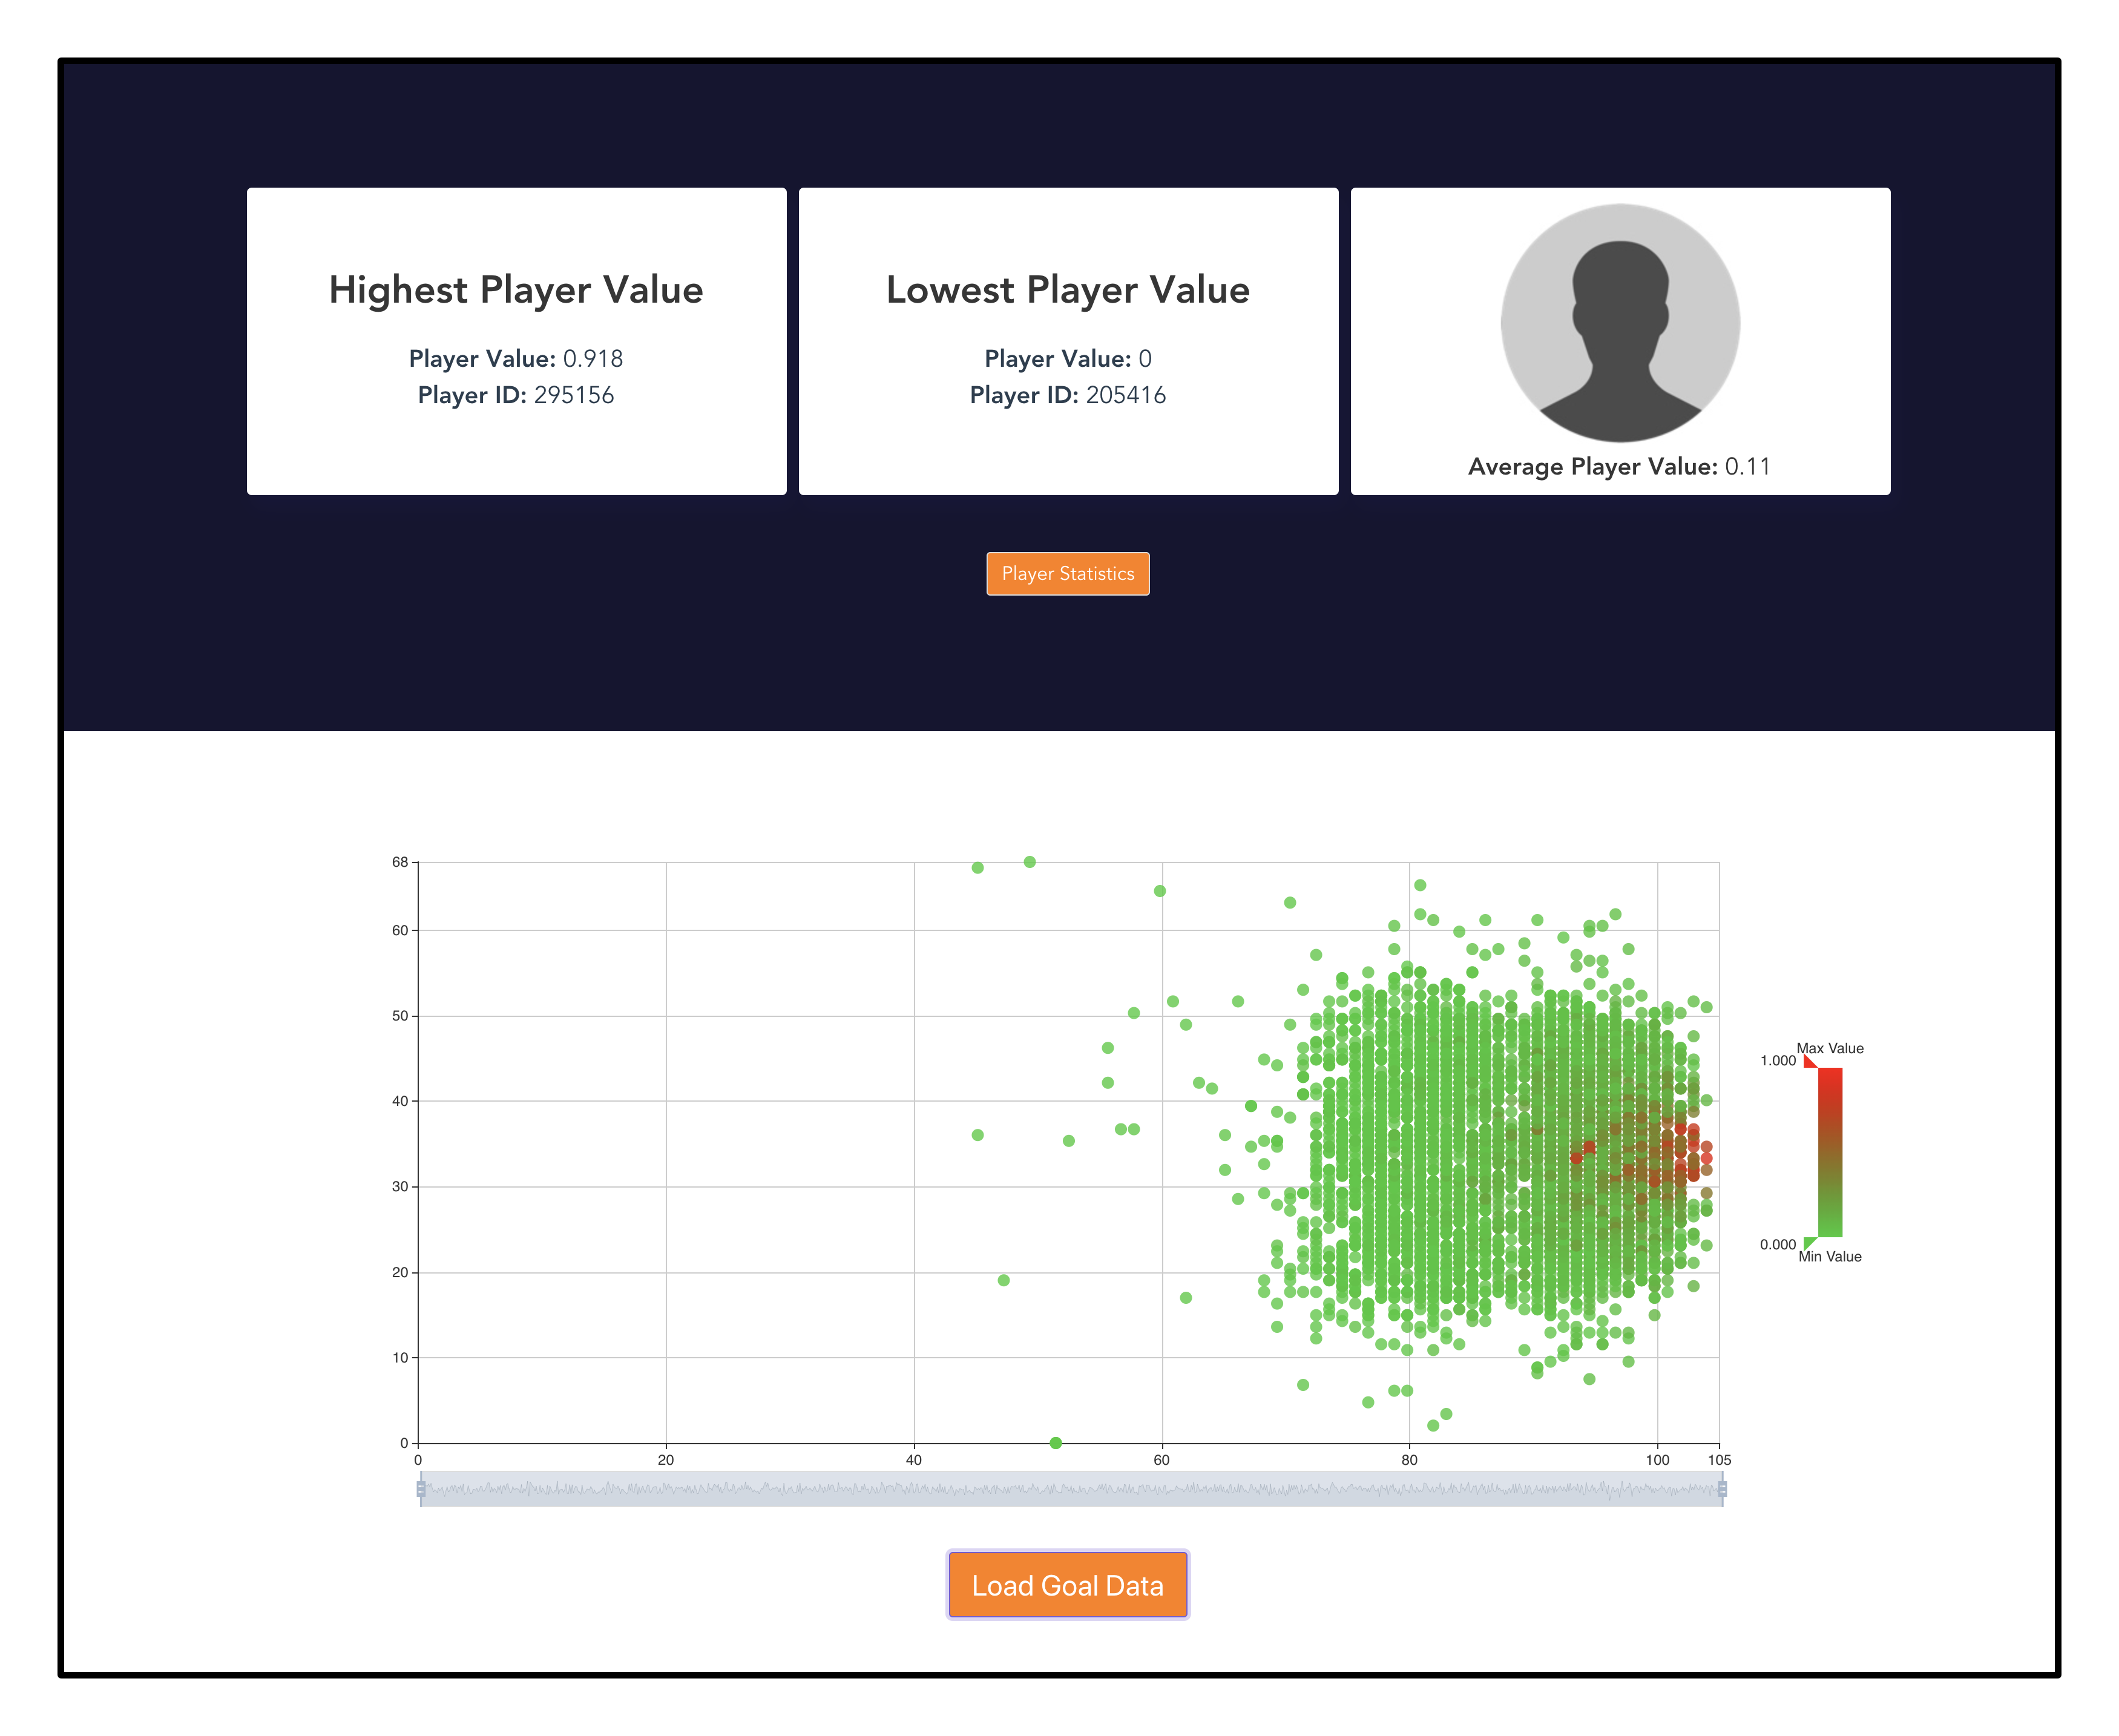 Highest Player Value
Player Value: 0.918
Player ID: 295156
Lowest Player Value
Player Value: 0
Player ID: 205416
Average Player Value: 0.11
Player Statistics
68
60
50
40
30
20
10
0
0 20 40 60 80 100 105
Max Value
1.000
0.000
Min Value
Load Goal Data